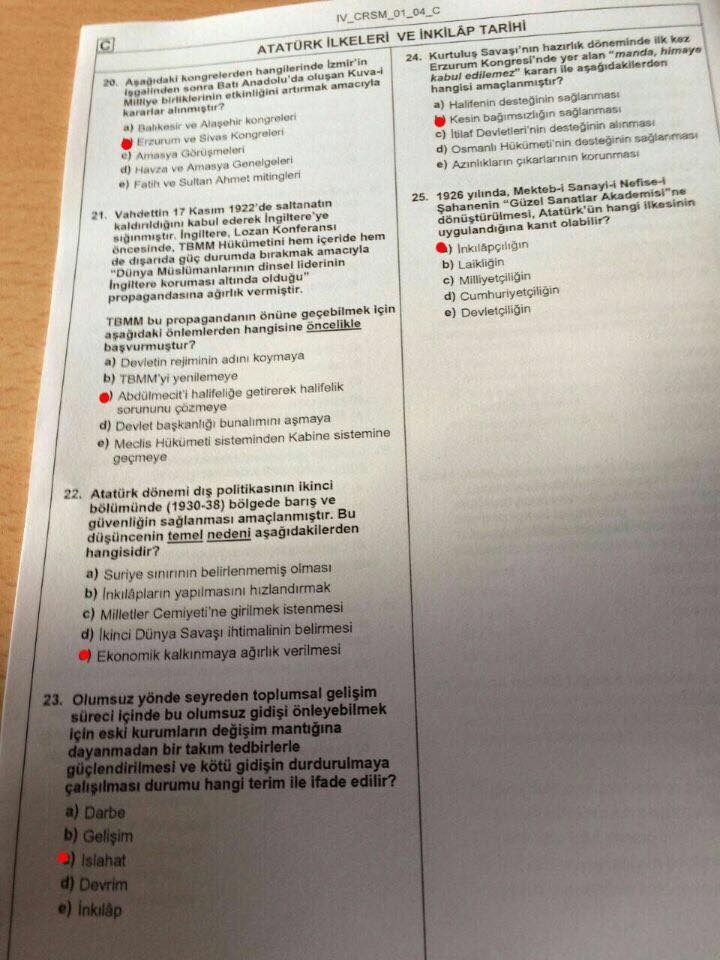 IV_CRSM_01_04_C
C
ATATÜRK İLKELERİ VE İNKİLÂP TARİHİ
20. Aşağıdaki kongrelerden hangilerinde İzmir'in
işgalinden sonra Batı Anadolu'da oluşan Kuva-i
Milliye birliklerinin etkinliğini artırmak amacıyla
kararlar alınmıştır?
a) Balıkesir ve Alaşehir kongreleri
) Erzurum ve Sivas Kongreleri
c) Amasya Görüşmeleri
d) Havza ve Amasya Genelgeleri
e) Fatih ve Sultan Ahmet mitingleri
21. Vahdettin 17 Kasım 1922'de saltanatın
kaldırıldığını kabul ederek İngiltere'ye
sığınmıştır. İngiltere, Lozan Konferansı
öncesinde, TBMM Hükümetini hem içeride hem
de dışarıda güç durumda bırakmak amacıyla
"Dünya Müslümanlarının dinsel liderinin
İngiltere koruması altında olduğu"
propagandasına ağırlık vermiştir.
TBMM bu propagandanın önüne geçebilmek için
aşağıdaki önlemlerden hangisine öncelikle
başvurmuştur?
a) Devletin rejiminin adını koymaya
b) TBMM'yi yenilemeye
) Abdülmecit'i halifeliğe getirerek halifelik
sorununu çözmeye
d) Devlet başkanlığı bunalımını aşmaya
e) Meclis Hükümeti sisteminden Kabine sistemine
geçmeye
22. Atatürk dönemi dış politikasının ikinci
bölümünde (1930-38) bölgede barış ve
güvenliğin sağlanması amaçlanmıştır. Bu
düşüncenin temel nedeni aşağıdakilerden
hangisidir?
a) Suriye sınırının belirlenmemiş olması
b) İnkılâpların yapılmasını hızlandırmak
c) Milletler Cemiyeti'ne girilmek istenmesi
d) İkinci Dünya Savaşı ihtimalinin belirmesi
) Ekonomik kalkınmaya ağırlık verilmesi
23. Olumsuz yönde seyreden toplumsal gelişim
süreci içinde bu olumsuz gidişi önleyebilmek
için eski kurumların değişim mantığına
dayanmadan bir takım tedbirlerle
güçlendirilmesi ve kötü gidişin durdurulmaya
çalışılması durumu hangi terim ile ifade edilir?
a) Darbe
b) Gelişim
) Islahat
d) Devrim
e) İnkılâp
24. Kurtuluş Savaşı'nın hazırlık döneminde ilk kez
Erzurum Kongresi'nde yer alan "manda, himaye
kabul edilemez" kararı ile aşağıdakilerden
hangisi amaçlanmıştır?
a) Halifenin desteğinin sağlanması
) Kesin bağımsızlığın sağlanması
c) İtilaf Devletleri'nin desteğinin alınması
d) Osmanlı Hükümeti'nin desteğinin sağlanması
e) Azınlıkların çıkarlarının korunması
25. 1926 yılında, Mekteb-i Sanayi-i Nefise-i
Şahanenin "Güzel Sanatlar Akademisi"ne
dönüştürülmesi, Atatürk'ün hangi ilkesinin
uygulandığına kanıt olabilir?
) İnkılâpçılığın
b) Laikliğin
c) Milliyetçiliğin
d) Cumhuriyetçiliğin
e) Devletçiliğin